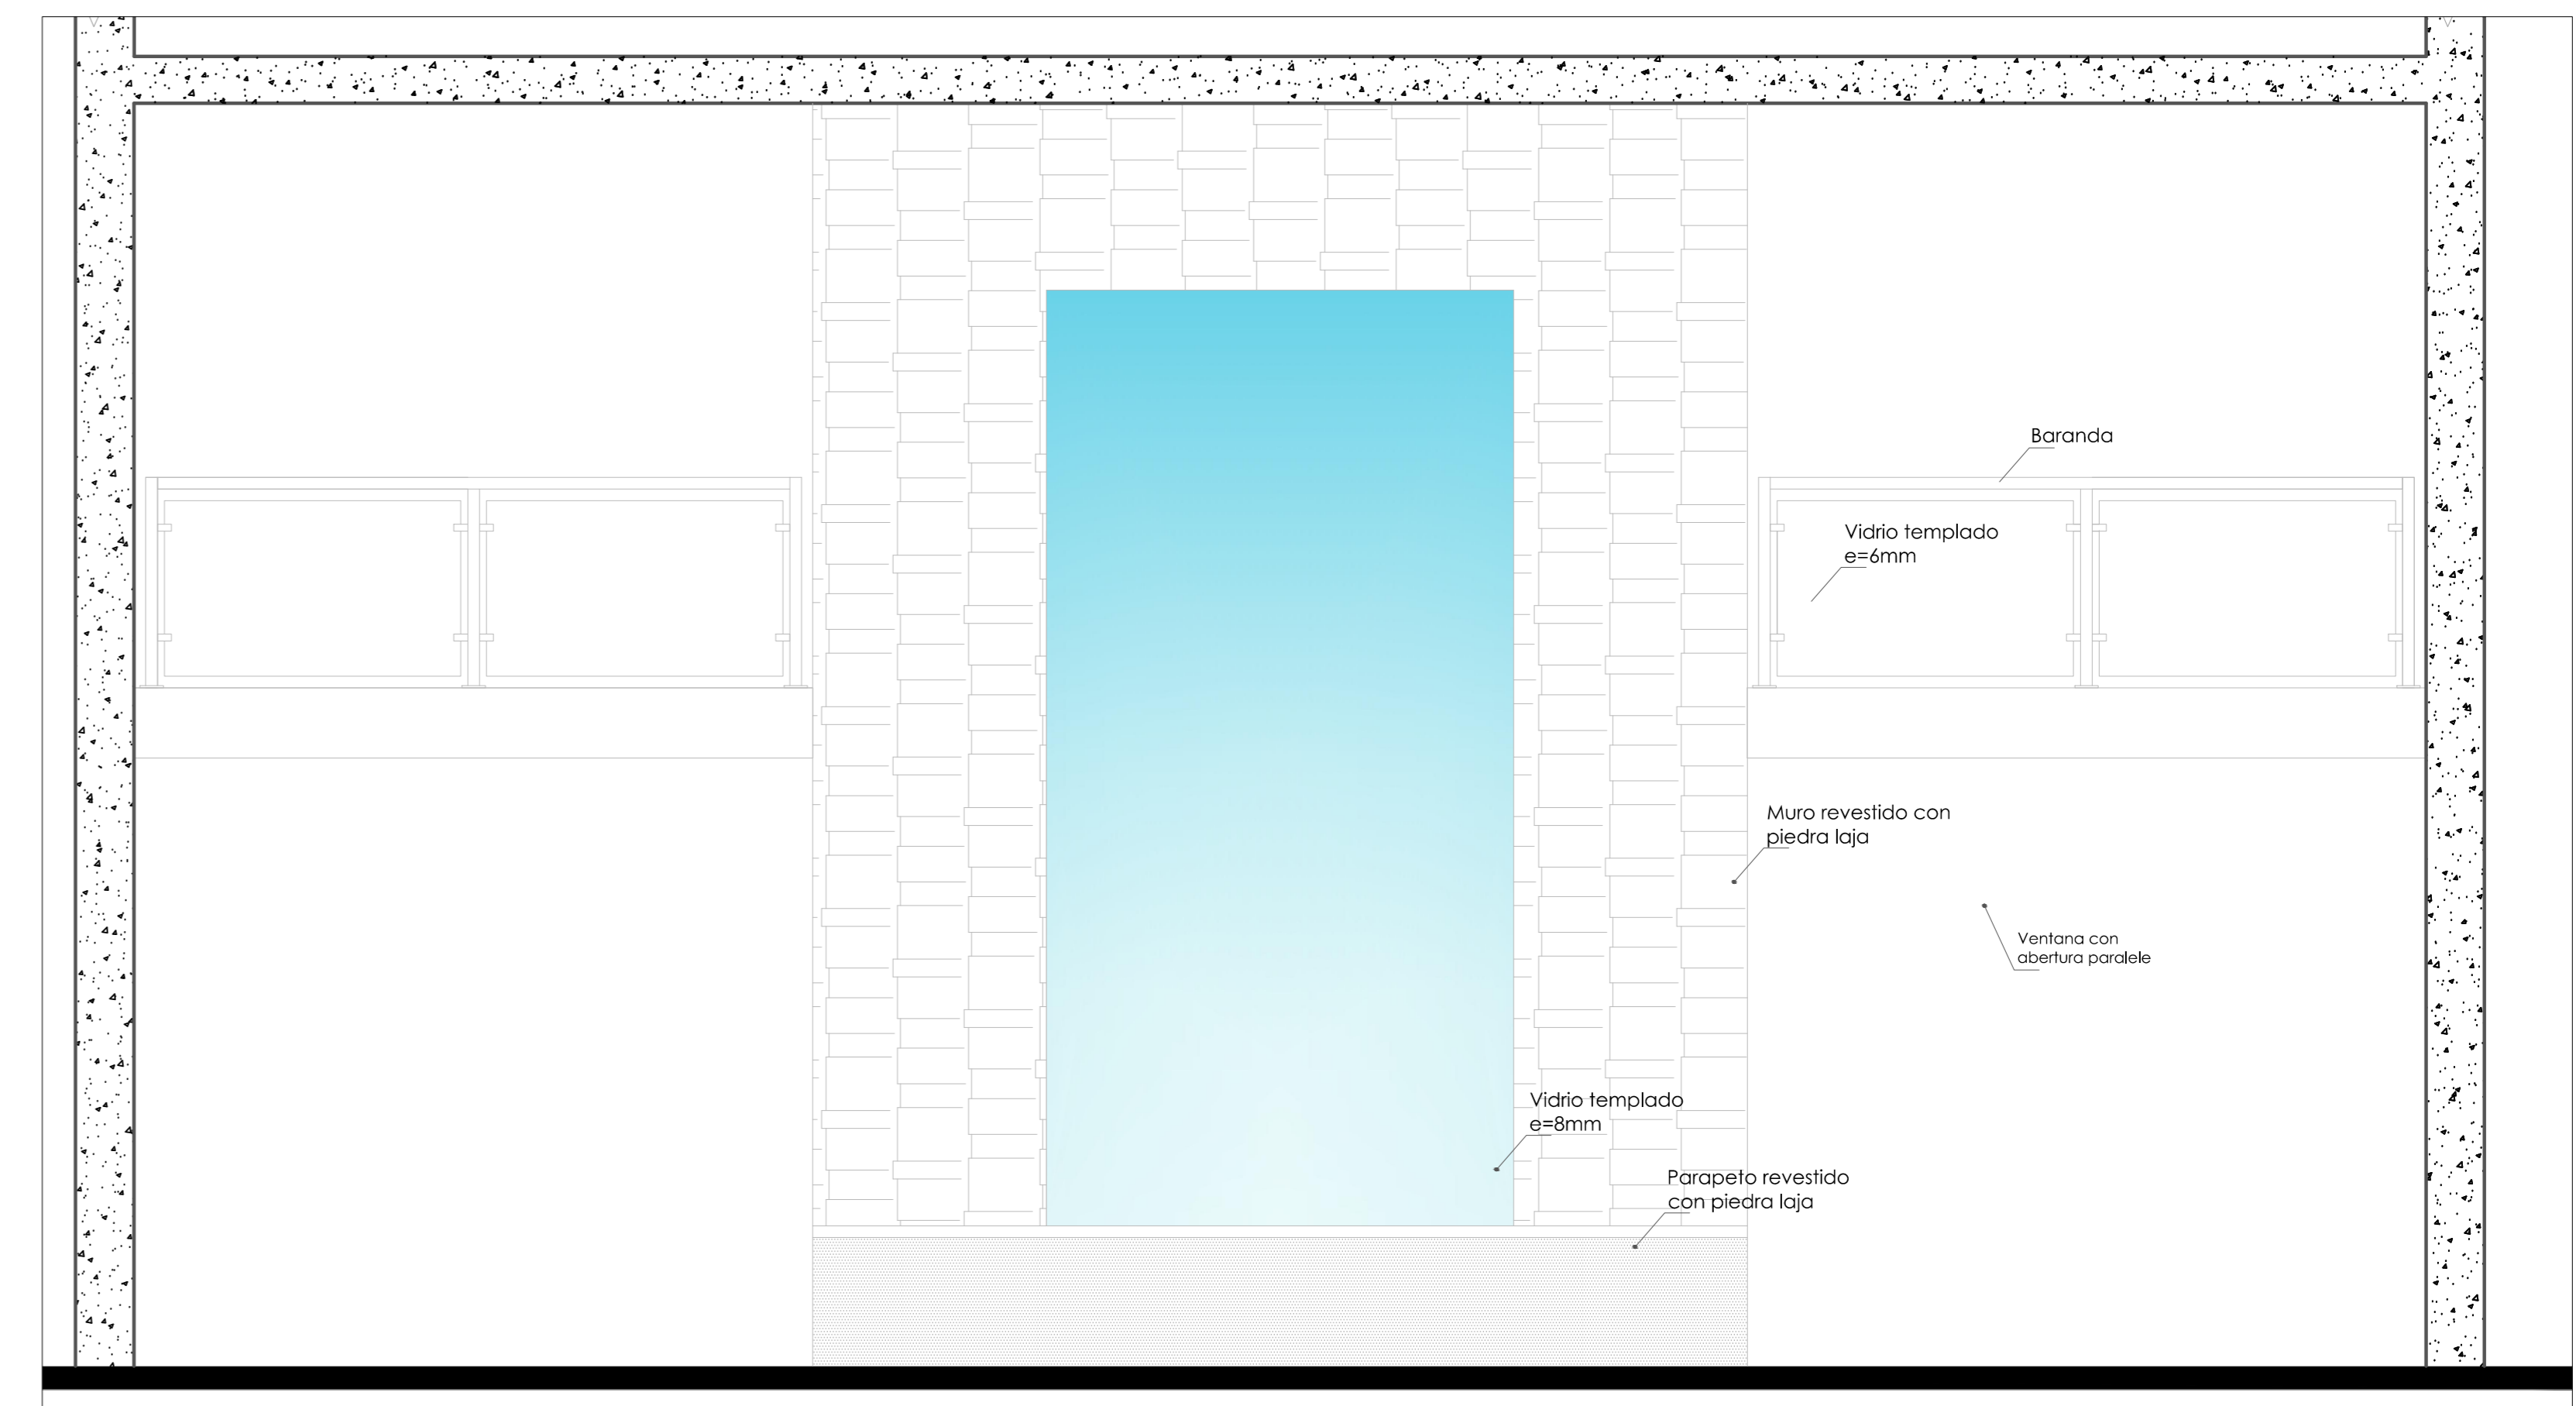 Baranda
Vidrio templado
e=6mm
Muro revestido con
piedra laja
Ventana con
abertura paralele
Vidrio templado
e=8mm
Parapeto revestido
con piedra laja